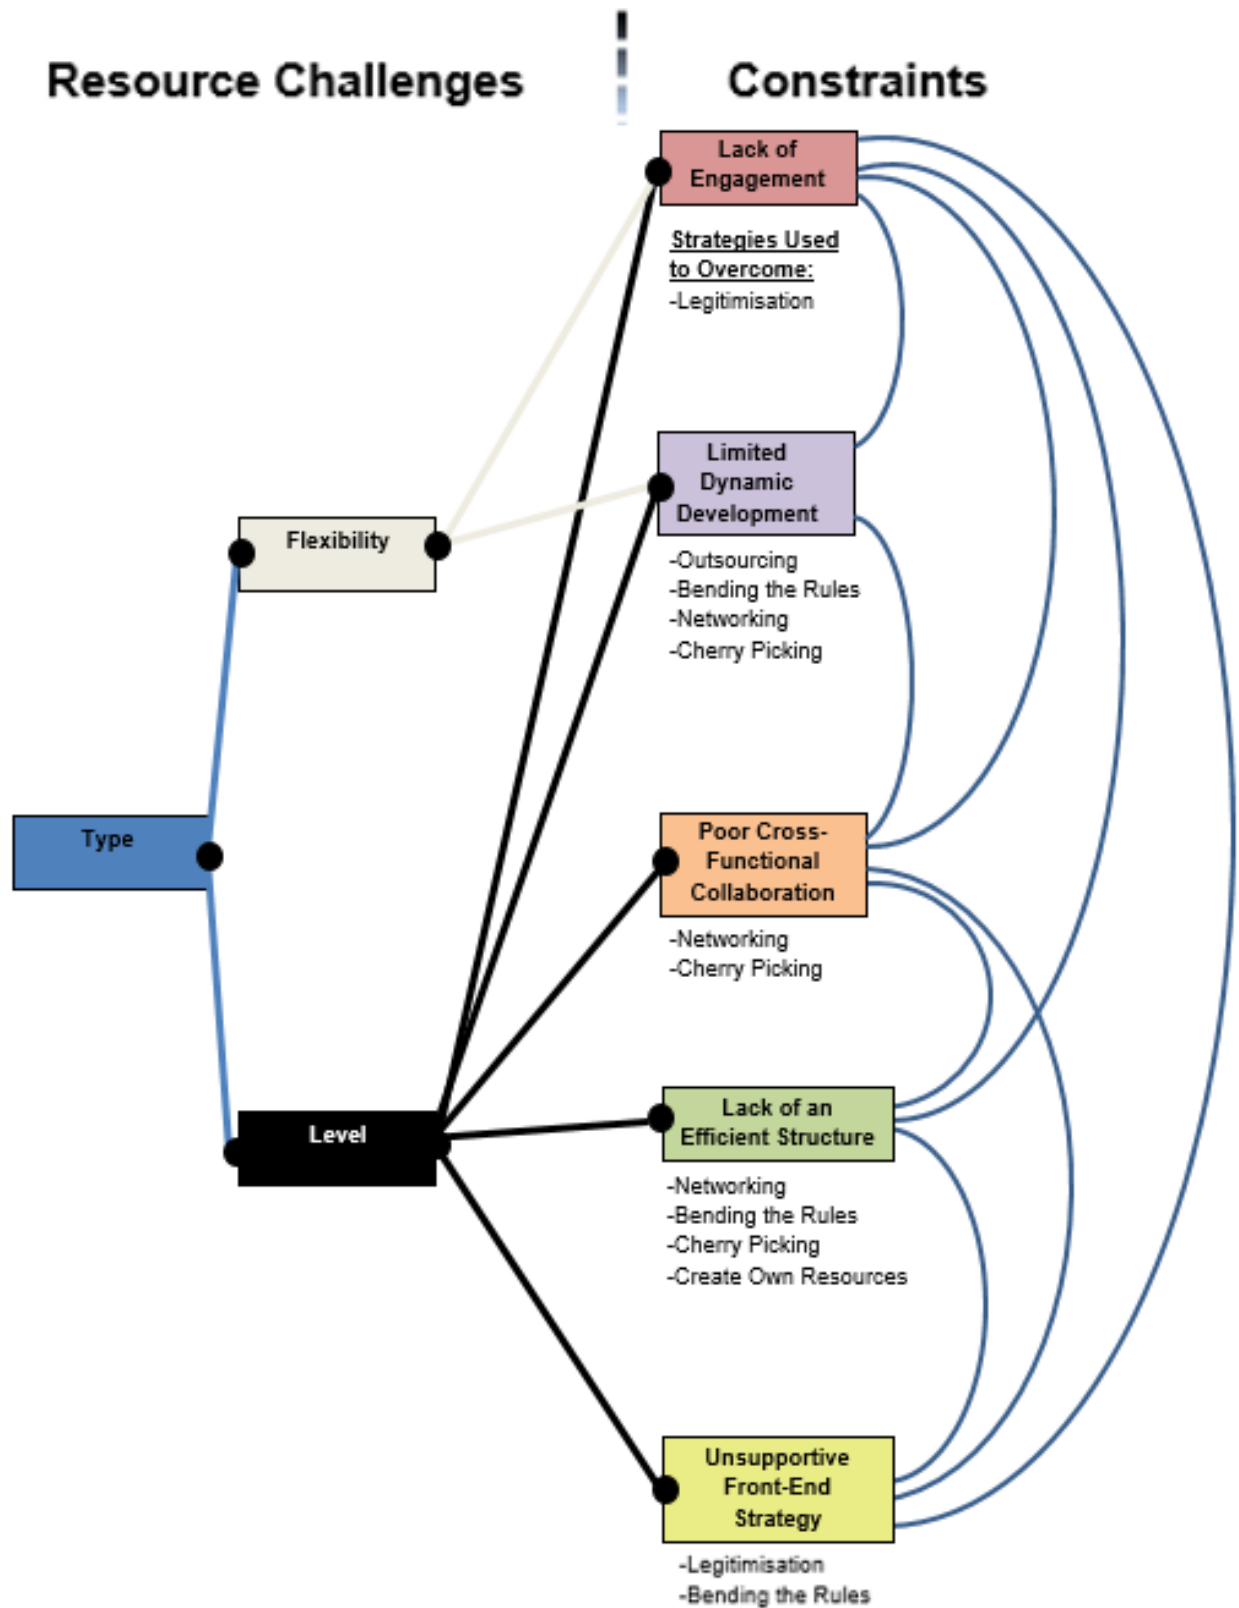 Resource Challenges
Constraints
Lack of
Engagement
Strategies Used
to Overcome:
-Legitimisation
Limited
Dynamic
Development
-Outsourcing
-Bending the Rules
-Networking
-Cherry Picking
Flexibility
Type
Poor Cross-
Functional
Collaboration
-Networking
-Cherry Picking
Level
Lack of an
Efficient Structure
-Networking
-Bending the Rules
-Cherry Picking
-Create Own Resources
Unsupportive
Front-End
Strategy
-Legitimisation
-Bending the Rules